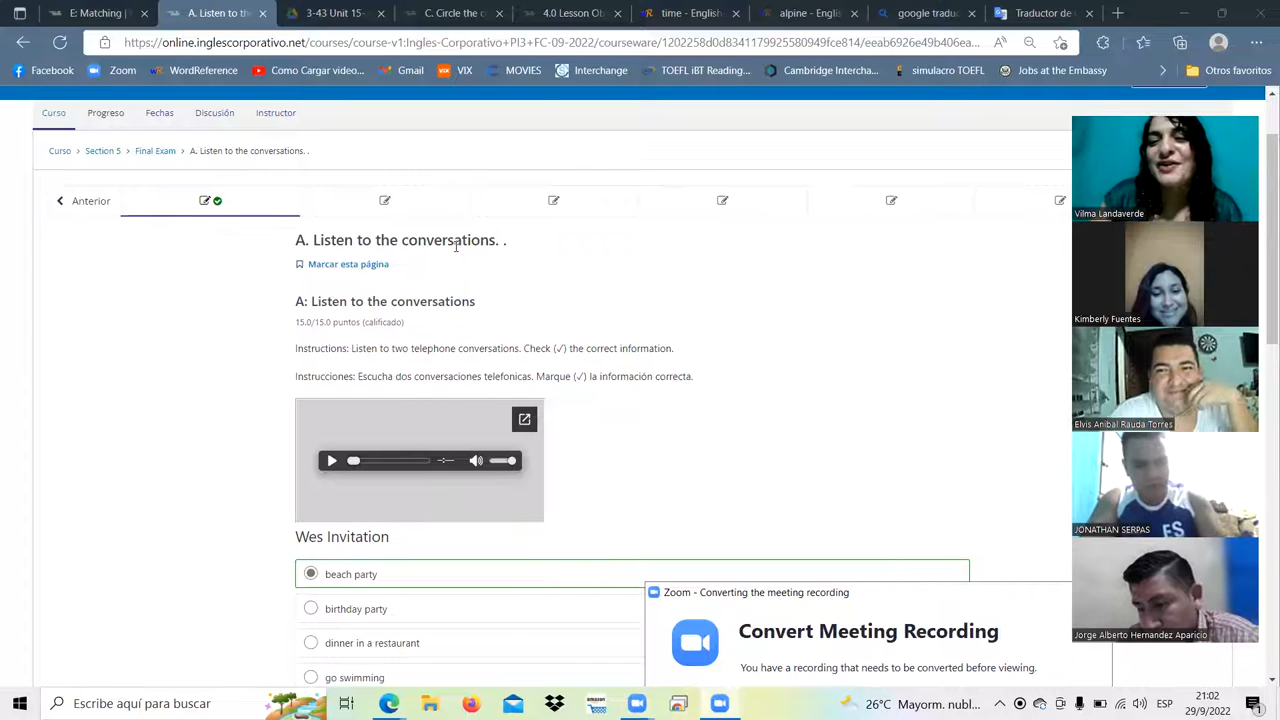 E: Matching
A. Listen to the
3-43 Unit 15-
C. Circle the c
4.0 Lesson Ob
time - English
alpine - Englis
google traduc
Traductor de
https://online.inglescorporativo.net/courses/course-v1:Ingles-Corporativo+PI3+FC-09-2022/courseware/1202258d0d8341179925580949fce814/eeab6926e49b406ea...
Facebook
Zoom
WordReference
Como Cargar video...
Gmail
VIX
MOVIES
Interchange
TOEFL iBT Reading...
Cambridge Intercha...
simulacro TOEFL
Jobs at the Embassy
Otros favoritos
Curso
Progreso
Fechas
Discusión
Instructor
Curso > Section 5 > Final Exam > A. Listen to the conversations. .
Anterior
A. Listen to the conversations. .
Marcar esta página
A: Listen to the conversations
15.0/15.0 puntos (calificado)
Instructions: Listen to two telephone conversations. Check (✓) the correct information.
Instrucciones: Escucha dos conversaciones telefonicas. Marque (✓) la información correcta.
-:--
Wes Invitation
beach party
birthday party
dinner in a restaurant
go swimming
Zoom - Converting the meeting recording
Convert Meeting Recording
You have a recording that needs to be converted before viewing.
Vilma Landaverde
Kimberly Fuentes
Elvis Anibal Rauda Torres
ES
JONATHAN SERPAS
Jorge Alberto Hernandez Aparicio
Escribe aquí para buscar
amazon
26°C Mayorm. nubl...
ESP
21:02
29/9/2022
1